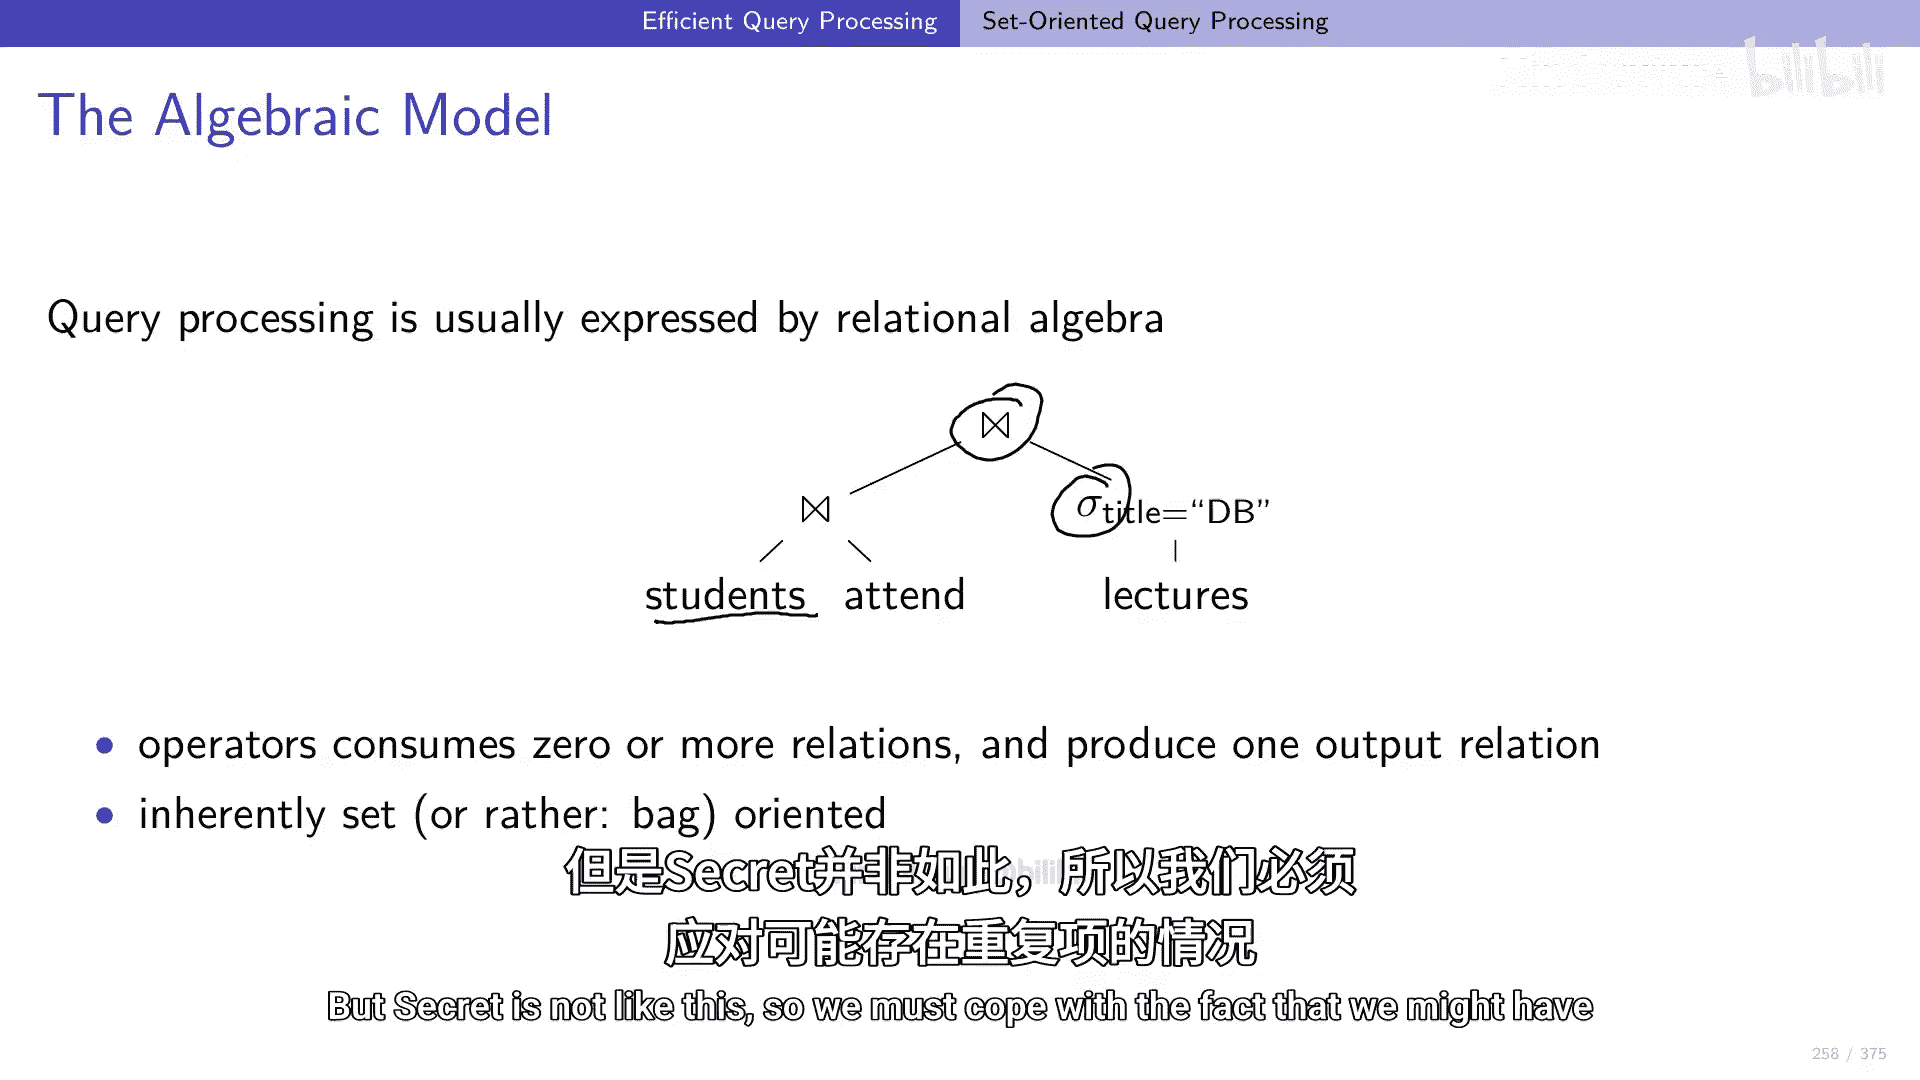 Efficient Query Processing Set-Oriented Query Processing
bilibili
The Algebraic Model
Query processing is usually expressed by relational algebra
⋈
⋈ σtitle=“DB”
students attend lectures
• operators consumes zero or more relations, and produce one output relation
• inherently set (or rather: bag) oriented
但是Secret并非如此，所以我们必须
应对可能存在重复项的情况
But Secret is not like this, so we must cope with the fact that we might have
258 / 375